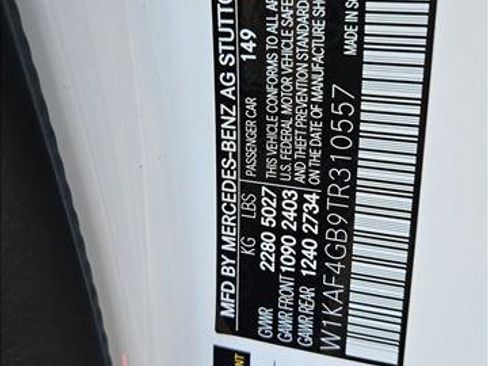 MFD BY MERCEDES-BENZ AG STUTTG
KG LBS PASSENGER CAR 149
GVWR 2280 5027 THIS VEHICLE CONFORMS TO ALL AP
GAWR FRONT 1090 2403 U.S. FEDERAL MOTOR VEHICLE SAFE
GAWR REAR 1240 2734 AND THEFT PREVENTION STANDARD
ON THE DATE OF MANUFACTURE SH
W1KAF4GB9TR310557 MADE IN